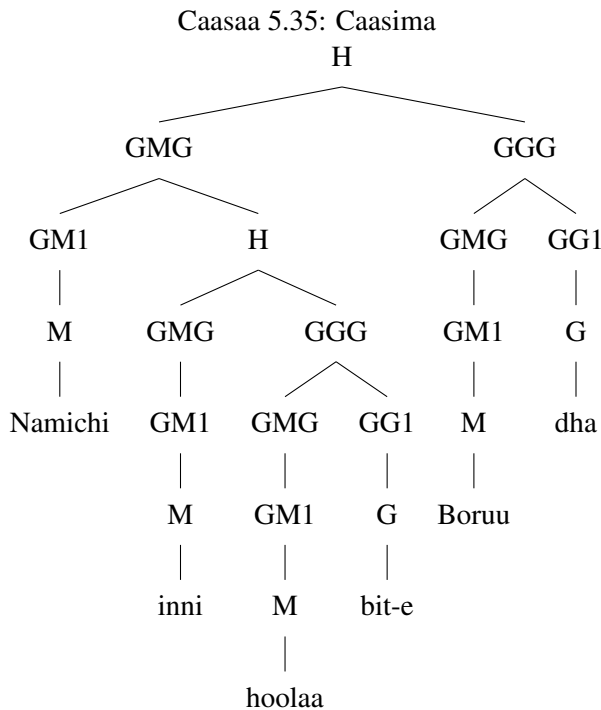 Caasaa 5.35: Caasima
H
GMG GGG
GM1 H GMG GG1
M GMG GGG GM1 G
Namichi GM1 GMG GG1 M dha
M GM1 G Boruu
inni M bit-e
hoolaa